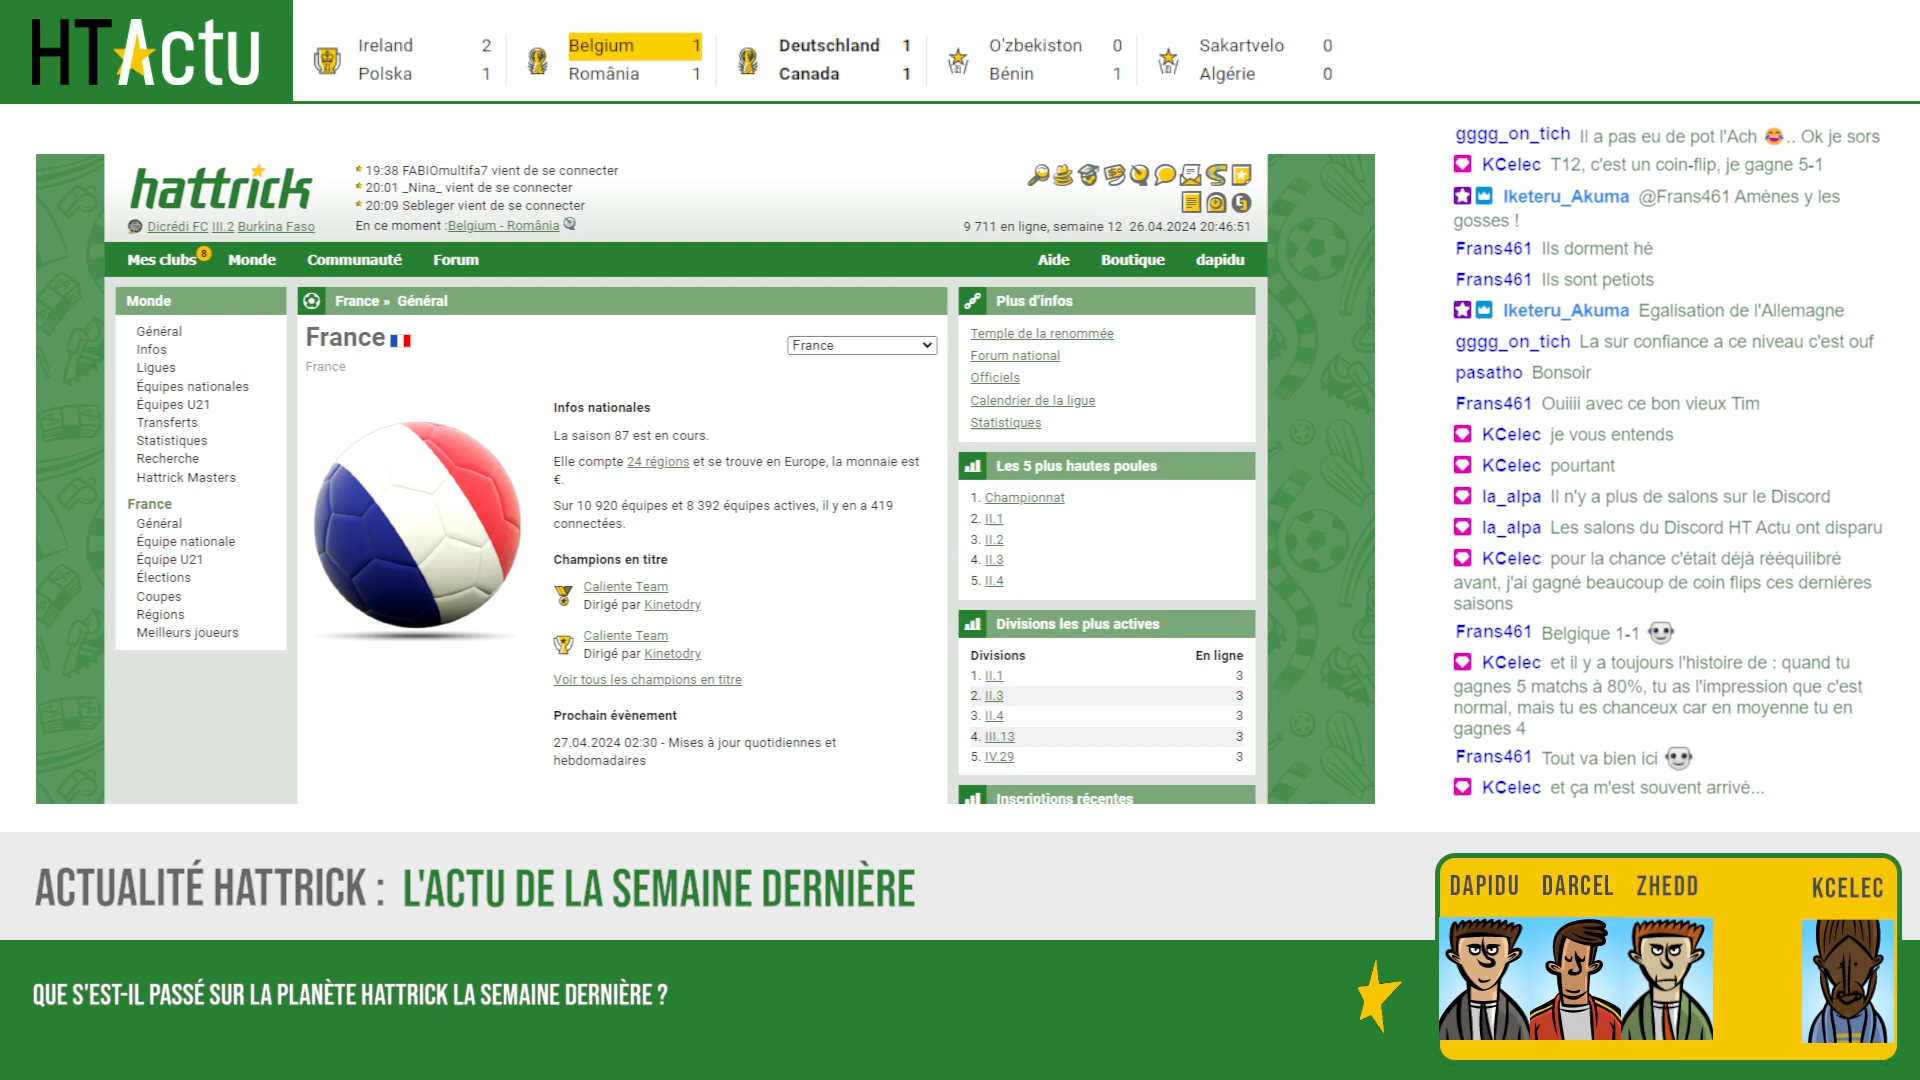 HTActu
Ireland 2
Polska 1
Belgium 1
România 1
Deutschland 1
Canada 1
O'zbekiston 0
Bénin 1
Sakartvelo 0
Algérie 0
hattrick
Dicrédi FC III.2 Burkina Faso
19:38 FABIOmultifa7 vient de se connecter
20:01 _Nina_ vient de se connecter
20:09 Sebleger vient de se connecter
En ce moment :Belgium - România
9 711 en ligne, semaine 12 26.04.2024 20:46:51
Mes clubs 8 Monde Communauté Forum Aide Boutique dapidu
Monde
Général
Infos
Ligues
Équipes nationales
Équipes U21
Transferts
Statistiques
Recherche
Hattrick Masters
France
Général
Équipe nationale
Équipe U21
Élections
Coupes
Régions
Meilleurs joueurs
France » Général
France
France
France
Infos nationales
La saison 87 est en cours.
Elle compte 24 régions et se trouve en Europe, la monnaie est
€.
Sur 10 920 équipes et 8 392 équipes actives, il y en a 419
connectées.
Champions en titre
Caliente Team
Dirigé par Kinetodry
Caliente Team
Dirigé par Kinetodry
Voir tous les champions en titre
Prochain évènement
27.04.2024 02:30 - Mises à jour quotidiennes et
hebdomadaires
Plus d'infos
Temple de la renommée
Forum national
Officiels
Calendrier de la ligue
Statistiques
Les 5 plus hautes poules
1. Championnat
2. II.1
3. II.2
4. II.3
5. II.4
Divisions les plus actives
Divisions En ligne
1. II.1 3
2. II.3 3
3. II.4 3
4. III.13 3
5. IV.29 3
Inscriptions récentes
gggg_on_tich Il a pas eu de pot l'Ach 😂 .. Ok je sors
KCelec T12, c'est un coin-flip, je gagne 5-1
Iketeru_Akuma @Frans461 Amènes y les
gosses !
Frans461 Ils dorment hé
Frans461 Ils sont petiots
Iketeru_Akuma Egalisation de l'Allemagne
gggg_on_tich La sur confiance a ce niveau c'est ouf
pasatho Bonsoir
Frans461 Ouiiii avec ce bon vieux Tim
KCelec je vous entends
KCelec pourtant
la_alpa Il n'y a plus de salons sur le Discord
la_alpa Les salons du Discord HT Actu ont disparu
KCelec pour la chance c'était déjà rééquilibré
avant, j'ai gagné beaucoup de coin flips ces dernières
saisons
Frans461 Belgique 1-1
KCelec et il y a toujours l'histoire de : quand tu
gagnes 5 matchs à 80%, tu as l'impression que c'est
normal, mais tu es chanceux car en moyenne tu en
gagnes 4
Frans461 Tout va bien ici
KCelec et ça m'est souvent arrivé...
ACTUALITÉ HATTRICK : L'ACTU DE LA SEMAINE DERNIÈRE
QUE S'EST-IL PASSÉ SUR LA PLANÈTE HATTRICK LA SEMAINE DERNIÈRE ?
DAPIDU DARCEL ZHEDD KCELEC